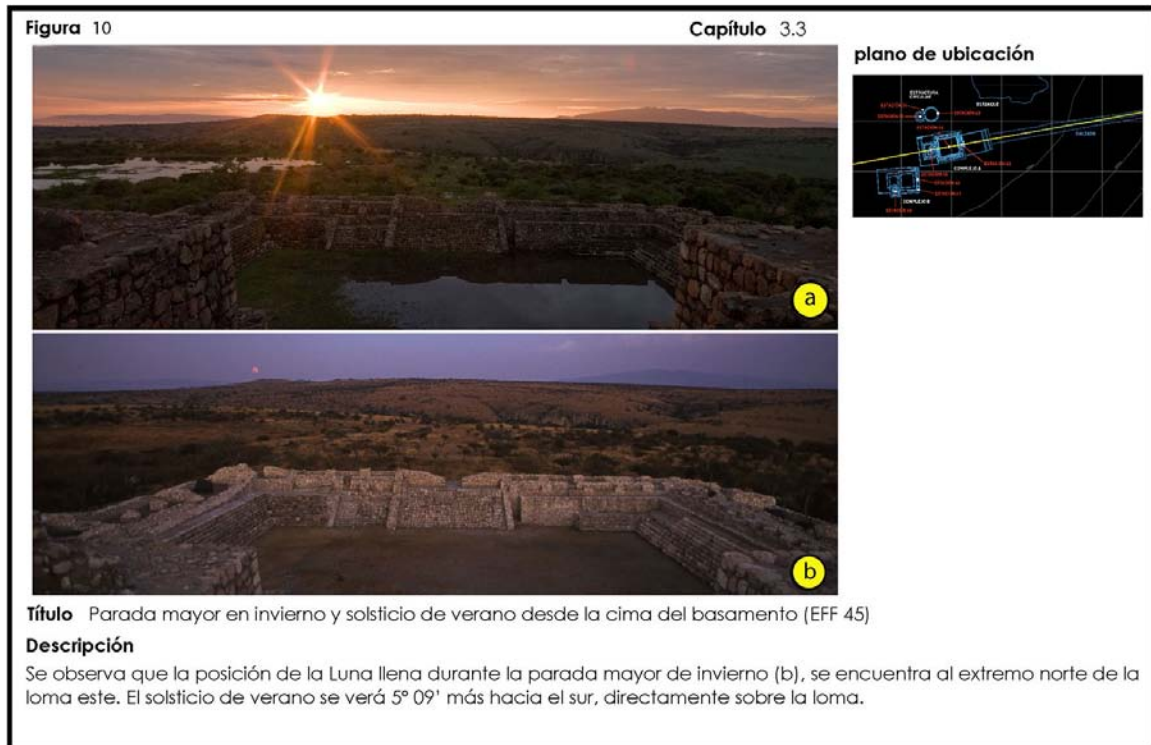 Figura 10
Capítulo 3.3
plano de ubicación
a
b
Título Parada mayor en invierno y solsticio de verano desde la cima del basamento (EFF 45)
Descripción
Se observa que la posición de la Luna llena durante la parada mayor de invierno (b), se encuentra al extremo norte de la
loma este. El solsticio de verano se verá 5º 09' más hacia el sur, directamente sobre la loma.